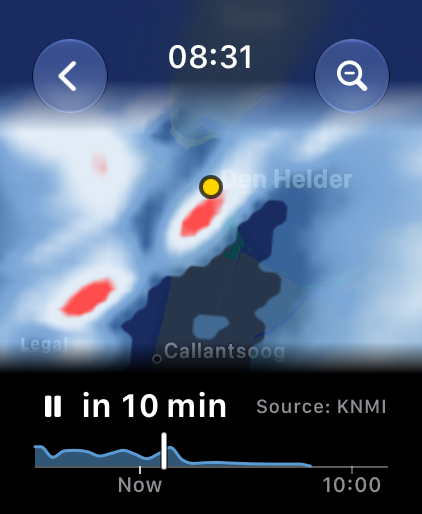 08:31
Den Helder
Legal
Callantsoog
in 10 min
Source: KNMI
Now
10:00